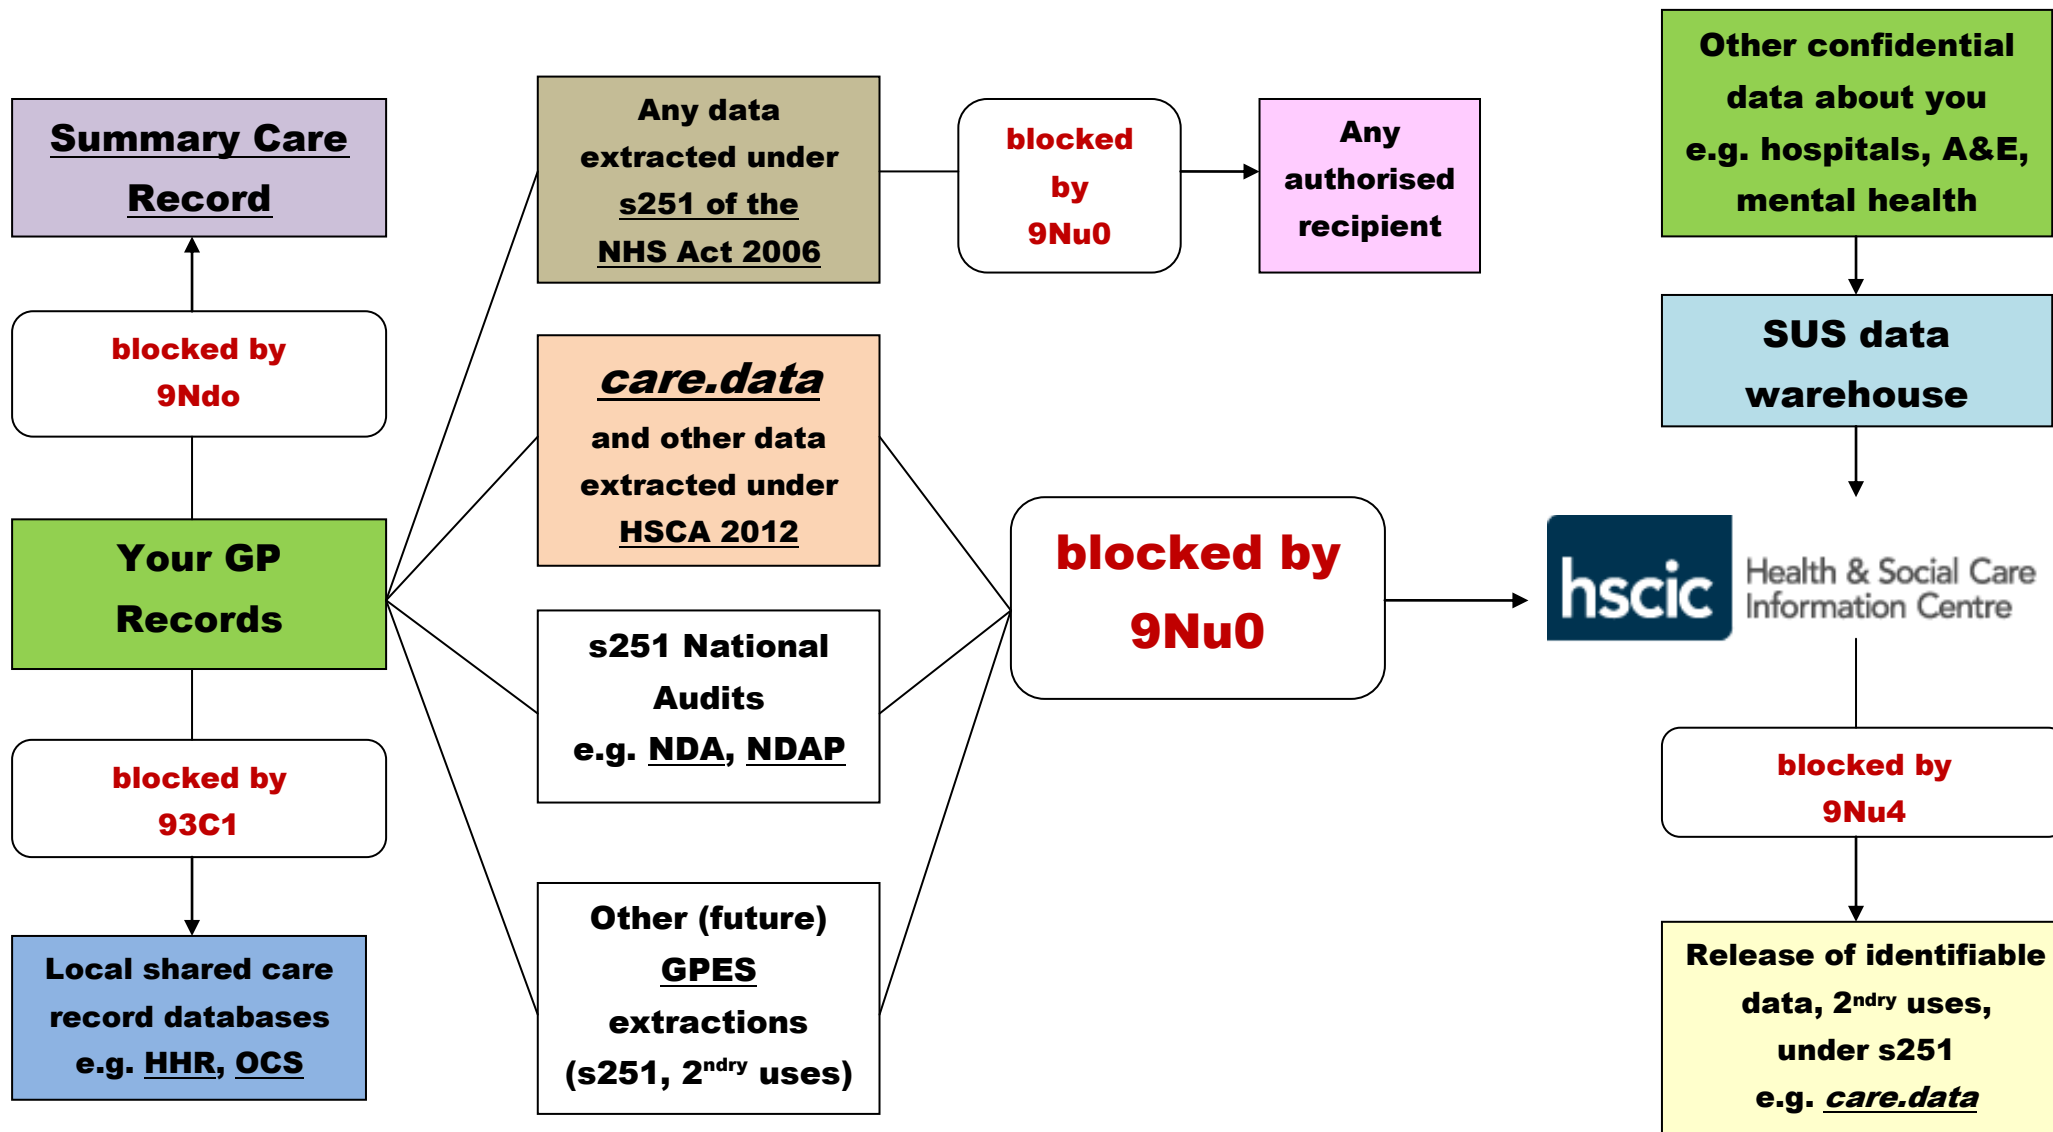 Summary Care
Record
blocked by
9Ndo
Your GP
Records
blocked by
93C1
Local shared care
record databases
e.g. HHR, OCS
Any data
extracted under
s251 of the
NHS Act 2006
blocked
by
9Nu0
Any
authorised
recipient
care.data
and other data
extracted under
HSCA 2012
s251 National
Audits
e.g. NDA, NDAP
Other (future)
GPES
extractions
(s251, 2ndry uses)
blocked by
9Nu0
Other confidential
data about you
e.g. hospitals, A&E,
mental health
SUS data
warehouse
hscic
Health & Social Care
Information Centre
blocked by
9Nu4
Release of identifiable
data, 2ndry uses,
under s251
e.g. care.data